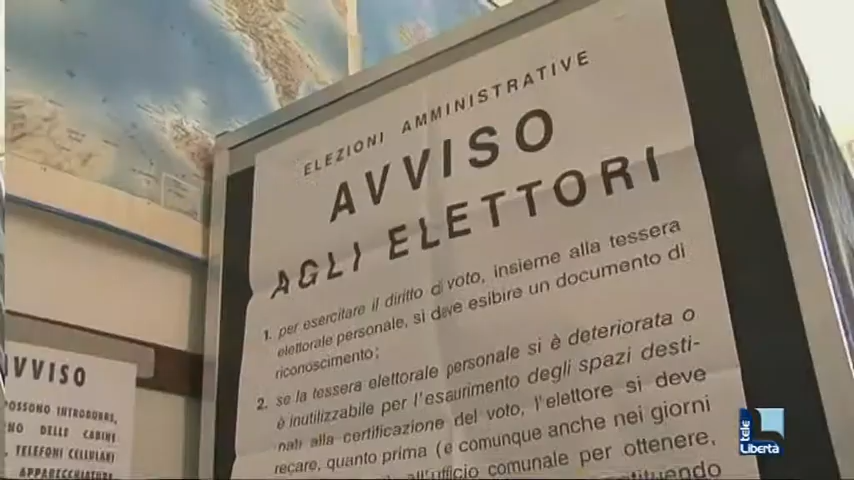 ELEZIONI AMMINISTRATIVE
AVVISO
AGLI ELETTORI
1. per esercitare il diritto di voto, insieme alla tessera
elettorale personale, si deve esibire un documento di
riconoscimento;
2. se la tessera elettorale personale si è deteriorata o
è inutilizzabile per l'esaurimento degli spazi desti-
nati alla certificazione del voto, l'elettore si deve
recare, quanto prima (e comunque anche nei giorni
all'ufficio comunale per ottenere,
AVVISO
POSSONO INTRODURRE,
NO DELLE CABINE
TELEFONI CELLULARI
APPARECCHIATURE
tele
Libertà